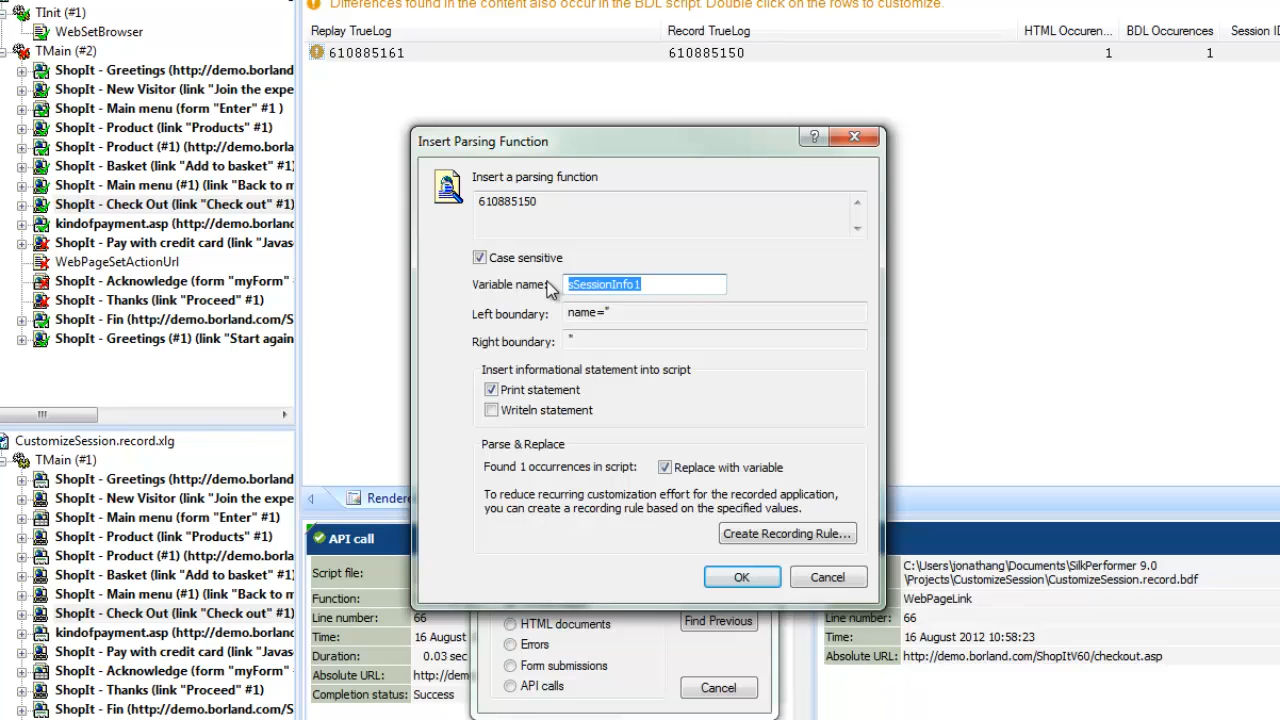 Differences found in the content also occur in the BDL script. Double click on the rows to customize.
TInit (#1)
WebSetBrowser
TMain (#2)
ShopIt - Greetings (http://demo.borland
ShopIt - New Visitor (link "Join the expe
ShopIt - Main menu (form "Enter" #1 )
ShopIt - Product (link "Products" #1)
ShopIt - Product (#1) (http://demo.borla
ShopIt - Basket (link "Add to basket" #1)
ShopIt - Main menu (#1) (link "Back to m
ShopIt - Check Out (link "Check out" #1)
kindofpayment.asp (http://demo.borland
ShopIt - Pay with credit card (link "Javas
WebPageSetActionUrl
ShopIt - Acknowledge (form "myForm"
ShopIt - Thanks (link "Proceed" #1)
ShopIt - Fin (http://demo.borland.com/S
ShopIt - Greetings (#1) (link "Start again
Replay TrueLog
Record TrueLog
HTML Occuren...
BDL Occurences
Session ID
610885161
610885150
1
1
Insert Parsing Function
Insert a parsing function
610885150
Case sensitive
Variable name:
sSessionInfo1
Left boundary:
name="
Right boundary:
"
Insert informational statement into script
Print statement
Writeln statement
Parse & Replace
Found 1 occurrences in script:
Replace with variable
To reduce recurring customization effort for the recorded application,
you can create a recording rule based on the specified values.
Create Recording Rule...
OK
Cancel
CustomizeSession.record.xlg
TMain (#1)
ShopIt - Greetings (http://demo.borland
ShopIt - New Visitor (link "Join the expe
ShopIt - Main menu (form "Enter" #1)
ShopIt - Product (link "Products" #1)
ShopIt - Product (#1) (http://demo.borla
ShopIt - Basket (link "Add to basket" #1)
ShopIt - Main menu (#1) (link "Back to m
ShopIt - Check Out (link "Check out" #1)
kindofpayment.asp (http://demo.borland
ShopIt - Pay with credit card (link "Javas
ShopIt - Acknowledge (form "myForm"
ShopIt - Thanks (link "Proceed" #1)
ShopIt - Fin (http://demo.borland.com/S
API call
Script file:
Function:
Line number:
66
Time:
16 August
Duration:
0.03 sec
Absolute URL:
http://dem
Completion status:
Success
HTML documents
Errors
Form submissions
API calls
Find Previous
Cancel
C:\Users\jonathang\Documents\SilkPerformer 9.0
\Projects\CustomizeSession\CustomizeSession.record.bdf
Function:
WebPageLink
Line number:
66
Time:
16 August 2012 10:58:23
Absolute URL:
http://demo.borland.com/ShopItV60/checkout.asp